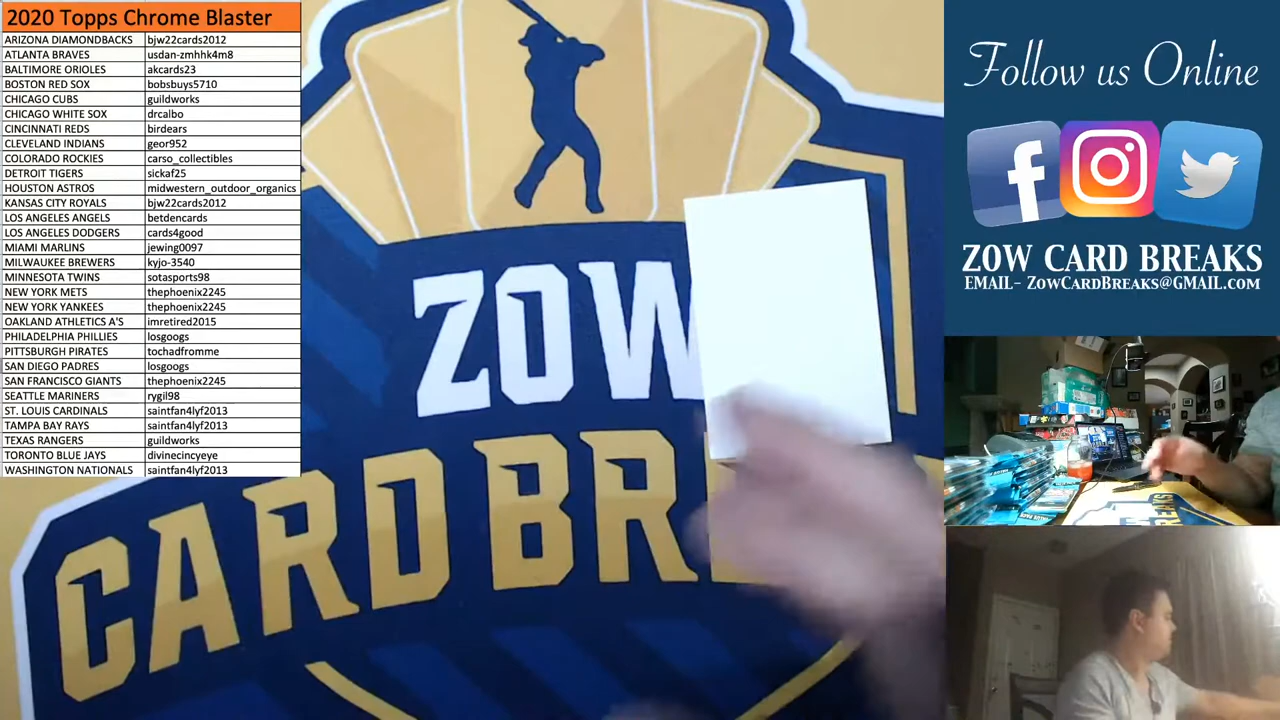 2020 Topps Chrome Blaster
ARIZONA DIAMONDBACKS bjw22cards2012
ATLANTA BRAVES usdan-zmhhk4m8
BALTIMORE ORIOLES akcards23
BOSTON RED SOX bobsbuys5710
CHICAGO CUBS guildworks
CHICAGO WHITE SOX drcalbo
CINCINNATI REDS birdears
CLEVELAND INDIANS geor952
COLORADO ROCKIES carso_collectibles
DETROIT TIGERS sickaf25
HOUSTON ASTROS midwestern_outdoor_organics
KANSAS CITY ROYALS bjw22cards2012
LOS ANGELES ANGELS betdencards
LOS ANGELES DODGERS cards4good
MIAMI MARLINS jewing0097
MILWAUKEE BREWERS kyjo-3540
MINNESOTA TWINS sotasports98
NEW YORK METS thephoenix2245
NEW YORK YANKEES thephoenix2245
OAKLAND ATHLETICS A'S imretired2015
PHILADELPHIA PHILLIES losgoogs
PITTSBURGH PIRATES tochadfromme
SAN DIEGO PADRES losgoogs
SAN FRANCISCO GIANTS thephoenix2245
SEATTLE MARINERS rygil98
ST. LOUIS CARDINALS saintfan4lyf2013
TAMPA BAY RAYS saintfan4lyf2013
TEXAS RANGERS guildworks
TORONTO BLUE JAYS divinecincyeye
WASHINGTON NATIONALS saintfan4lyf2013
ZOW
CARD BR
Follow us Online
ZOW CARD BREAKS
EMAIL- ZOWCARDBREAKS@GMAIL.COM